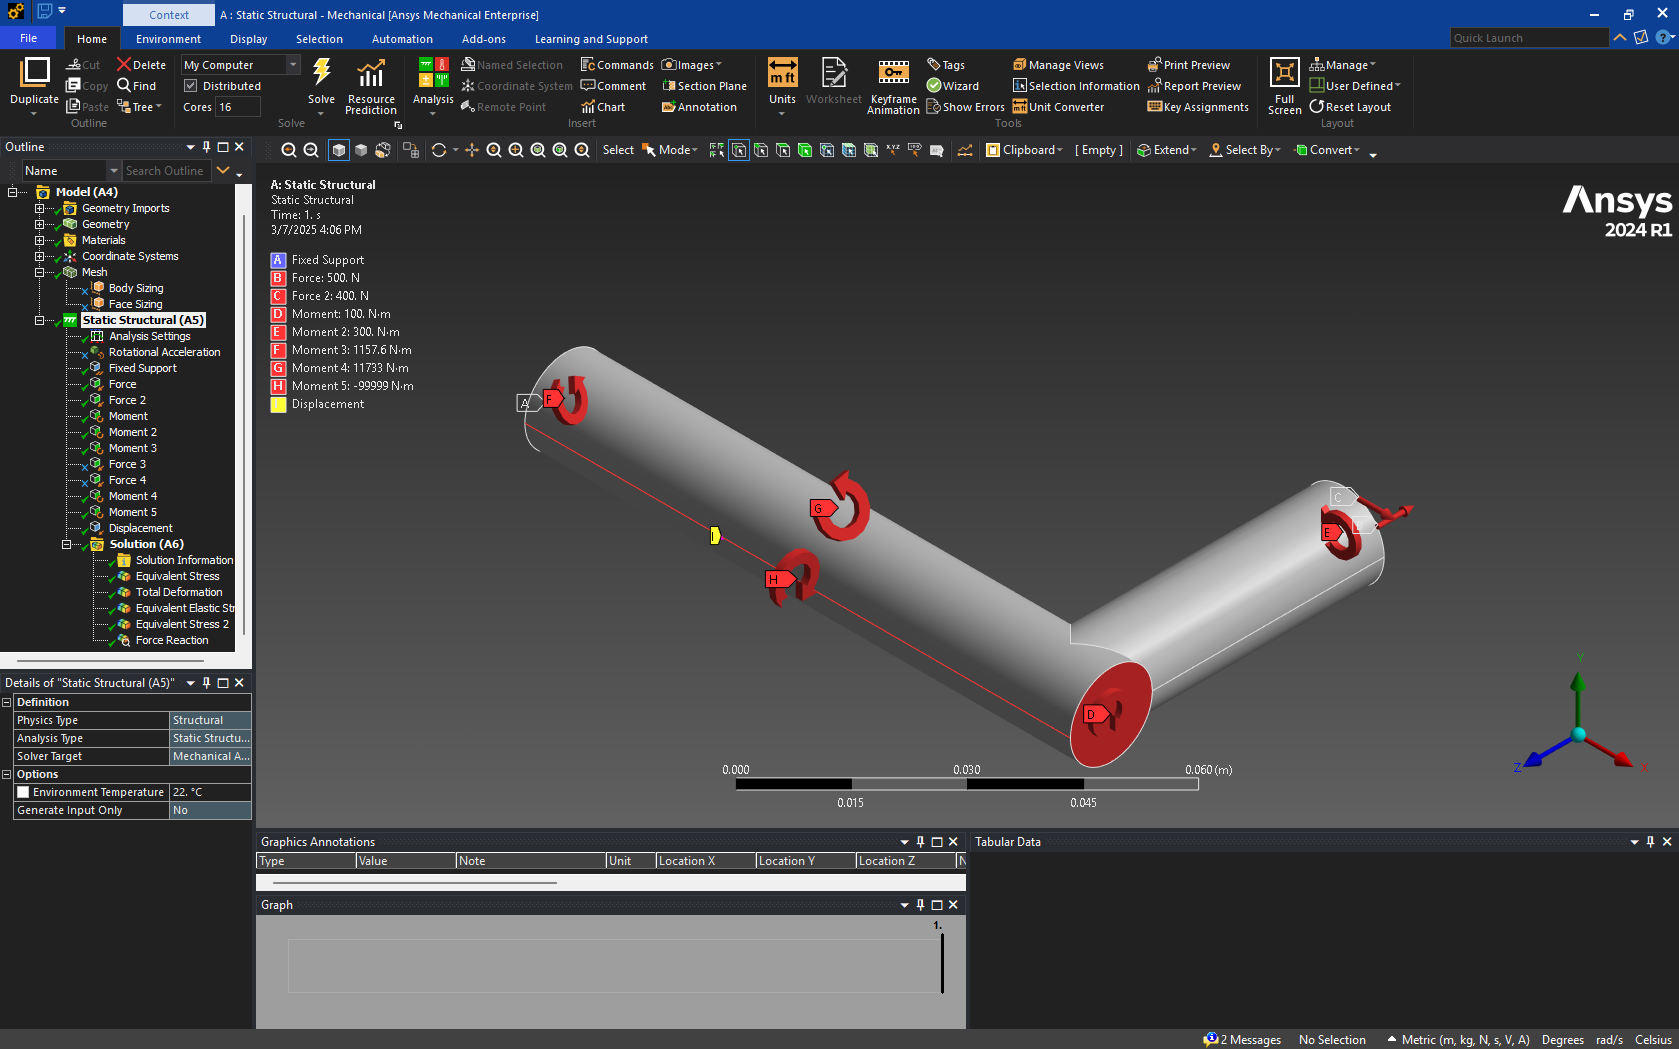 Context
A : Static Structural - Mechanical [Ansys Mechanical Enterprise]
File Home Environment Display Selection Automation Add-ons Learning and Support
Quick Launch
Duplicate
Cut
Copy
Paste
Delete
Find
Tree
Outline
My Computer
Distributed
Cores 16
Solve
Resource Prediction
Solve
Analysis
Named Selection
Coordinate System
Remote Point
Commands
Comment
Chart
Images
Section Plane
Annotation
Insert
Units
m ft
Worksheet
Keyframe Animation
Tags
Wizard
Show Errors
Manage Views
Selection Information
Unit Converter
Print Preview
Report Preview
Key Assignments
Tools
Full Screen
Manage
User Defined
Reset Layout
Layout
Outline
Name Search Outline
Select Mode Clipboard [ Empty ] Extend Select By Convert
Model (A4)
Geometry Imports
Geometry
Materials
Coordinate Systems
Mesh
Body Sizing
Face Sizing
Static Structural (A5)
Analysis Settings
Rotational Acceleration
Fixed Support
Force
Force 2
Moment
Moment 2
Moment 3
Force 3
Force 4
Moment 4
Moment 5
Displacement
Solution (A6)
Solution Information
Equivalent Stress
Total Deformation
Equivalent Elastic Str
Equivalent Stress 2
Force Reaction
Details of "Static Structural (A5)"
Definition
Physics Type Structural
Analysis Type Static Structu...
Solver Target Mechanical A...
Options
Environment Temperature 22. °C
Generate Input Only No
A: Static Structural
Static Structural
Time: 1. s
3/7/2025 4:06 PM
A Fixed Support
B Force: 500. N
C Force 2: 400. N
D Moment: 100. N·m
E Moment 2: 300. N·m
F Moment 3: 1157.6 N·m
G Moment 4: 11733 N·m
H Moment 5: -99999 N·m
I Displacement
Ansys
2024 R1
A
F
G
H
C
E
D
0.000 0.030 0.060 (m)
0.015 0.045
Y
Z
X
Graphics Annotations
Type Value Note Unit Location X Location Y Location Z N
Graph
1.
Tabular Data
2 Messages No Selection Metric (m, kg, N, s, V, A) Degrees rad/s Celsius